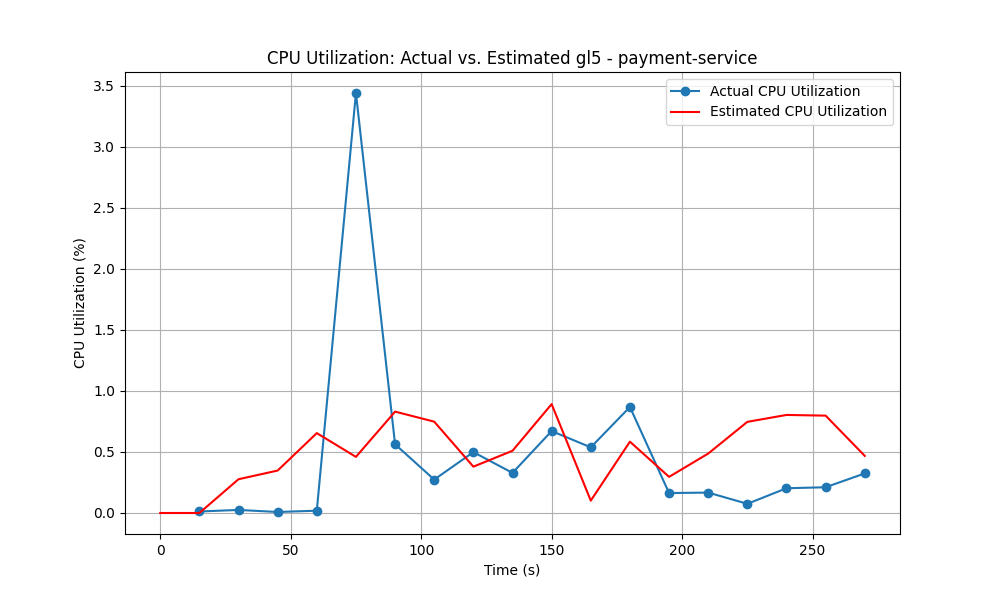 CPU Utilization: Actual vs. Estimated gl5 - payment-service
Actual CPU Utilization
Estimated CPU Utilization
CPU Utilization (%)
3.5
3.0
2.5
2.0
1.5
1.0
0.5
0.0
0 50 100 150 200 250
Time (s)